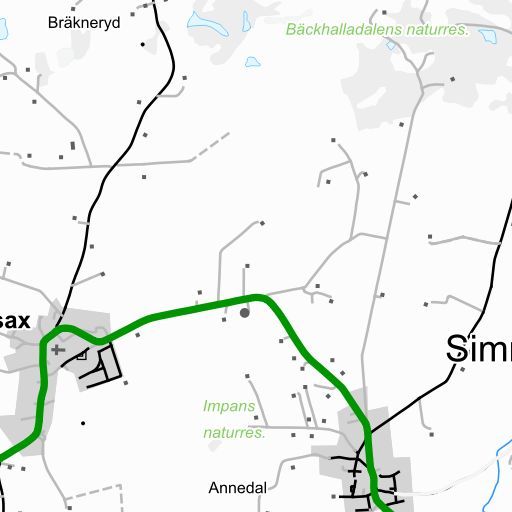 Bräkneryd
Bäckhalladalens naturres.
sax
Simr
Impans
naturres.
Annedal